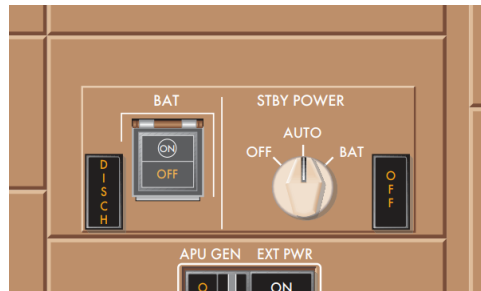 BAT
STBY POWER
AUTO
OFF
BAT
ON
OFF
DISCH
OFF
APU GEN
EXT PWR
O
ON